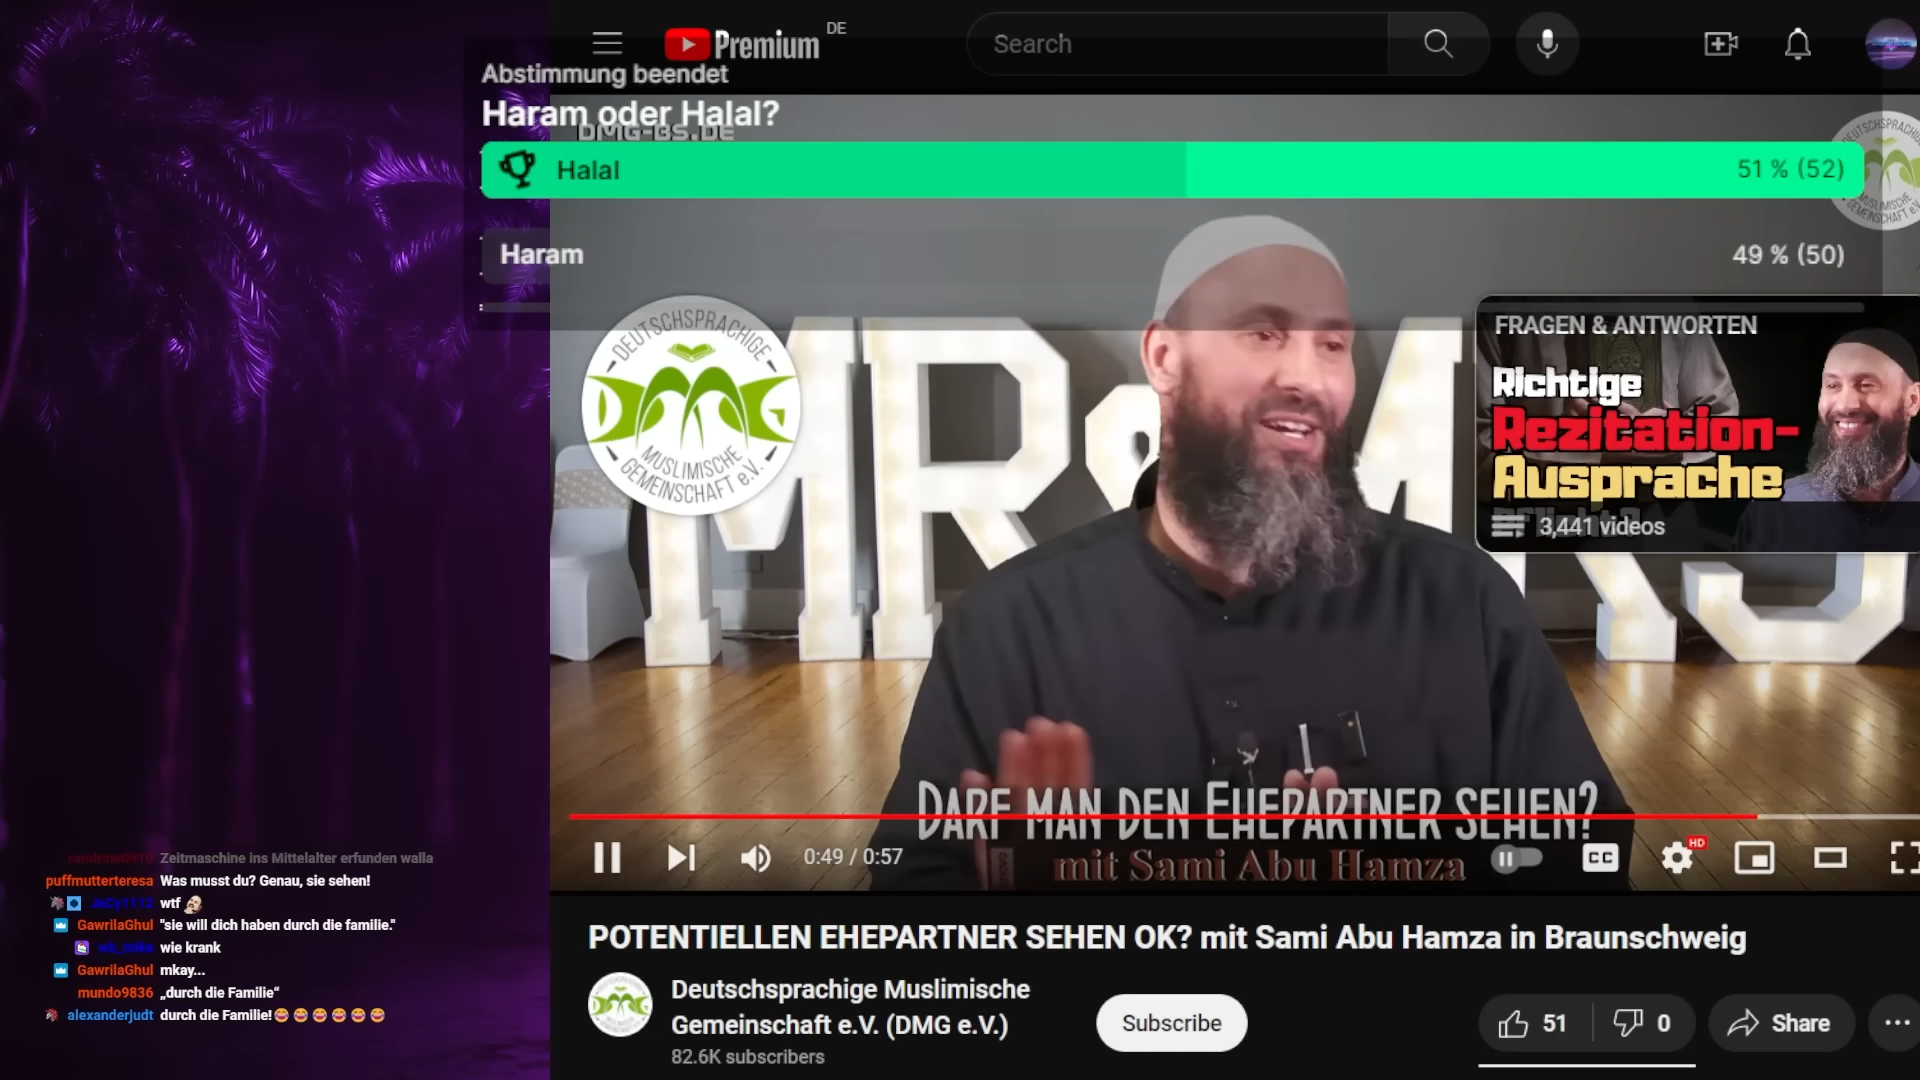 DE
Premium
Search
Abstimmung beendet
Haram oder Halal?
DMG-BS.DE
Halal
51 % (52)
Haram
49 % (50)
DEUTSCHSPRACHIGE
DMG
MUSLIMISCHE
GEMEINSCHAFT e.V.
MR&MRS
FRAGEN & ANTWORTEN
Richtige
Rezitation-
Ausprache
3,441 videos
DARF MAN DEN EHEPARTNER SEHEN?
mit Sami Abu Hamza
0:49 / 0:57
CC
HD
POTENTIELLEN EHEPARTNER SEHEN OK? mit Sami Abu Hamza in Braunschweig
Deutschsprachige Muslimische
Gemeinschaft e.V. (DMG e.V.)
82.6K subscribers
Subscribe
51
0
Share
Zeitmaschine ins Mittelalter erfunden walla
puffmutterteresa Was musst du? Genau, sie sehen!
wtf
GawrilaGhul "sie will dich haben durch die familie."
wie krank
GawrilaGhul mkay...
mundo9836 „durch die Familie“
alexanderjudt durch die Familie!